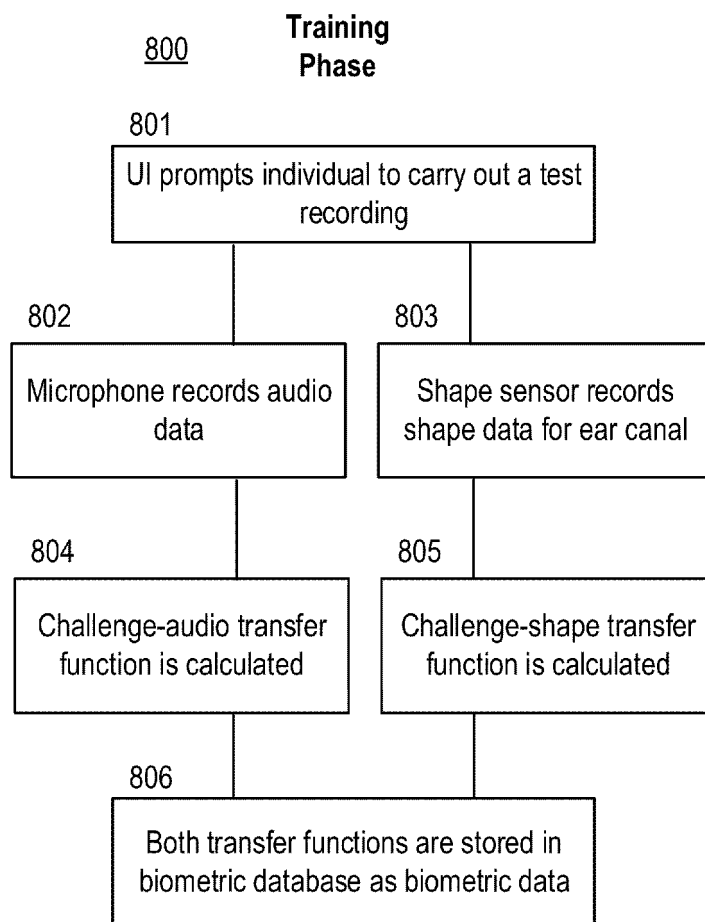 Training
Phase
800
801
UI prompts individual to carry out a test
recording
802
Microphone records audio
data
803
Shape sensor records
shape data for ear canal
804
Challenge-audio transfer
function is calculated
805
Challenge-shape transfer
function is calculated
806
Both transfer functions are stored in
biometric database as biometric data